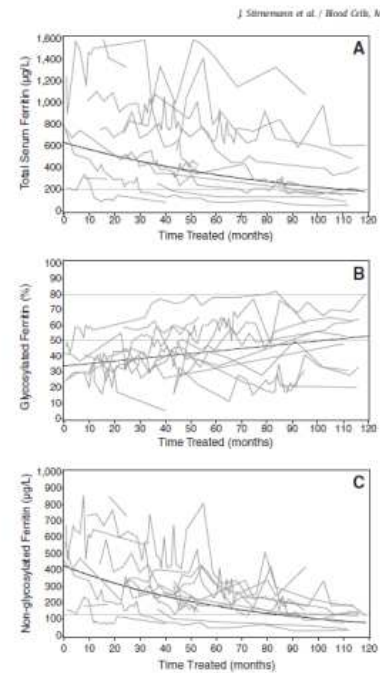 J. Stirnemann et al. / Blood Cells, M
A
Total Serum Ferritin (µg/L)
1,600
1,400
1,200
1,000
800
600
400
200
0
0 10 20 30 40 50 60 70 80 90 100 110 120
Time Treated (months)
B
Glycosylated Ferritin (%)
100
90
80
70
60
50
40
30
20
10
0
0 10 20 30 40 50 60 70 80 90 100 110 120
Time Treated (months)
C
Non-glycosylated Ferritin (µg/L)
1,000
900
800
700
600
500
400
300
200
100
0
0 10 20 30 40 50 60 70 80 90 100 110 120
Time Treated (months)